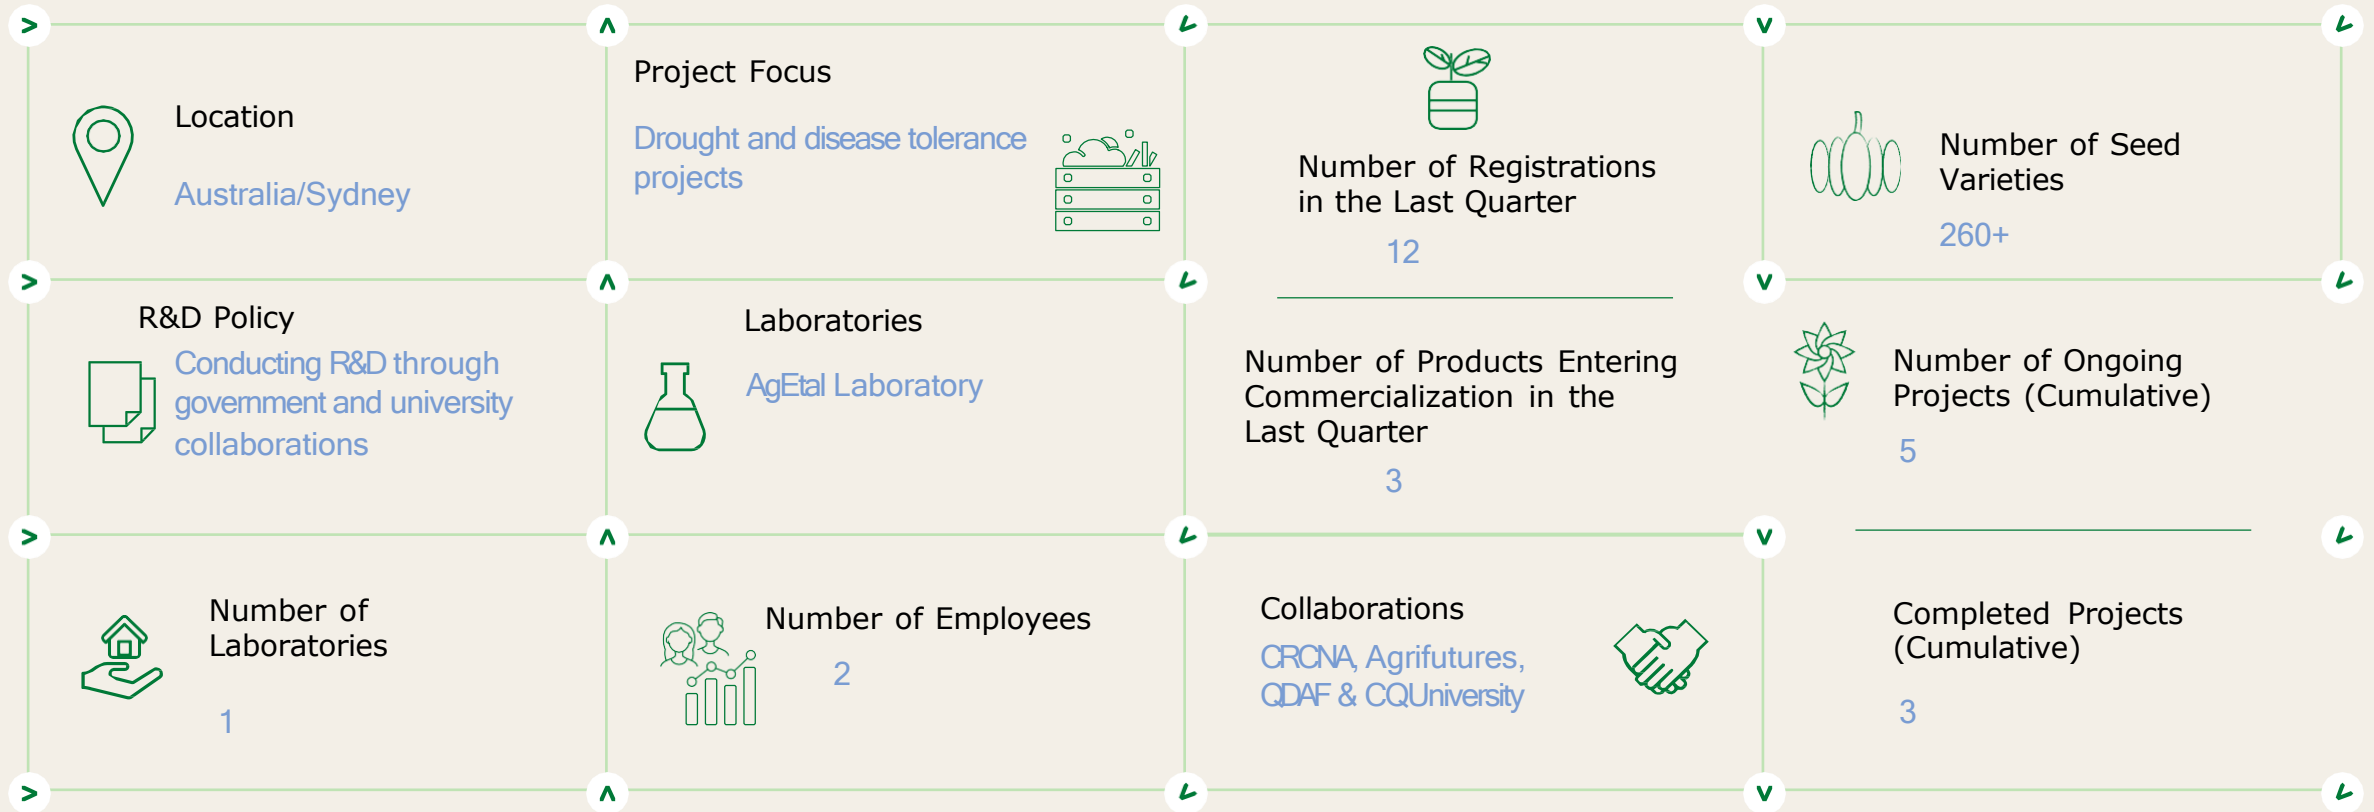 Location
Australia/Sydney
Project Focus
Drought and disease tolerance
projects
Number of Registrations
in the Last Quarter
12
Number of Seed
Varieties
260+
R&D Policy
Conducting R&D through
government and university
collaborations
Laboratories
AgEtal Laboratory
Number of Products Entering
Commercialization in the
Last Quarter
3
Number of Ongoing
Projects (Cumulative)
5
Number of
Laboratories
1
Number of Employees
2
Collaborations
CRCNA, Agrifutures,
QDAF & CQUniversity
Completed Projects
(Cumulative)
3